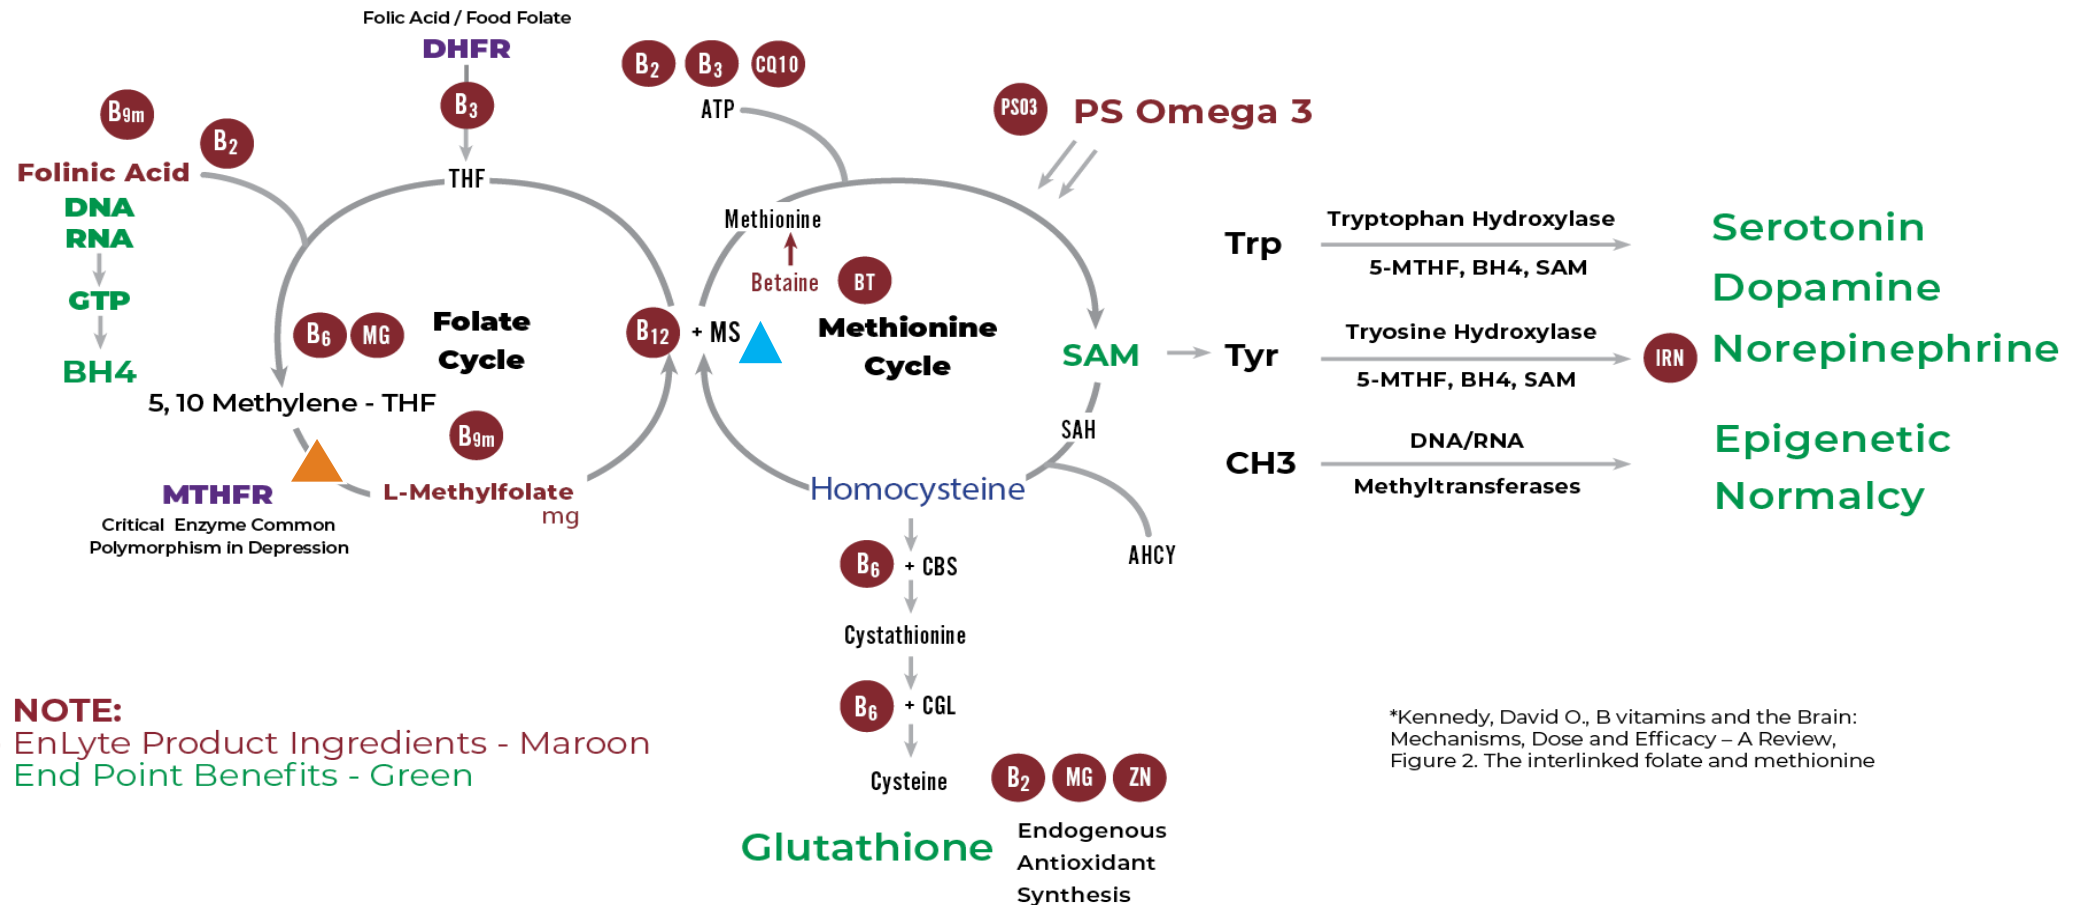 Folic Acid / Food Folate
DHFR
B3
THF
B9m
B2
Folinic Acid
DNA
RNA
GTP
BH4
B6
MG
Folate
Cycle
5, 10 Methylene - THF
B9m
MTHFR
Critical Enzyme Common
Polymorphism in Depression
L-Methylfolate
mg
B2
B3
CQ10
ATP
Methionine
Betaine
BT
B12
+ MS
Methionine
Cycle
PSO3
PS Omega 3
SAM
SAH
Homocysteine
AHCY
B6
+ CBS
Cystathionine
B6
+ CGL
Cysteine
B2
MG
ZN
Glutathione
Endogenous
Antioxidant
Synthesis
Trp
Tryptophan Hydroxylase
5-MTHF, BH4, SAM
Tyr
Tryosine Hydroxylase
5-MTHF, BH4, SAM
IRN
CH3
DNA/RNA
Methyltransferases
Serotonin
Dopamine
Norepinephrine
Epigenetic
Normalcy
NOTE:
EnLyte Product Ingredients - Maroon
End Point Benefits - Green
*Kennedy, David O., B vitamins and the Brain:
Mechanisms, Dose and Efficacy – A Review,
Figure 2. The interlinked folate and methionine